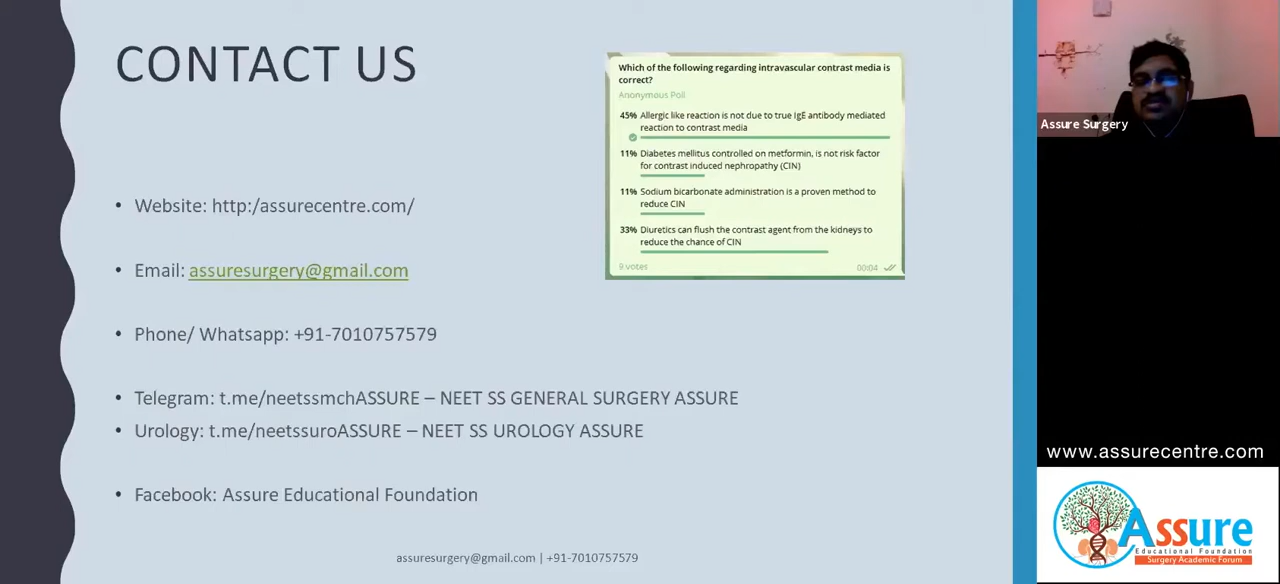 CONTACT US
Which of the following regarding intravascular contrast media is
correct?
Anonymous Poll
45% Allergic like reaction is not due to true IgE antibody mediated
reaction to contrast media
11% Diabetes mellitus controlled on metformin, is not risk factor
for contrast induced nephropathy (CIN)
11% Sodium bicarbonate administration is a proven method to
reduce CIN
33% Diuretics can flush the contrast agent from the kidneys to
reduce the chance of CIN
9 votes
00:04
• Website: http:/assurecentre.com/
• Email: assuresurgery@gmail.com
• Phone/ Whatsapp: +91-7010757579
• Telegram: t.me/neetssmchASSURE – NEET SS GENERAL SURGERY ASSURE
• Urology: t.me/neetssuroASSURE – NEET SS UROLOGY ASSURE
• Facebook: Assure Educational Foundation
assuresurgery@gmail.com | +91-7010757579
Assure Surgery
www.assurecentre.com
Assure
Educational Foundation
Surgery Academic Forum